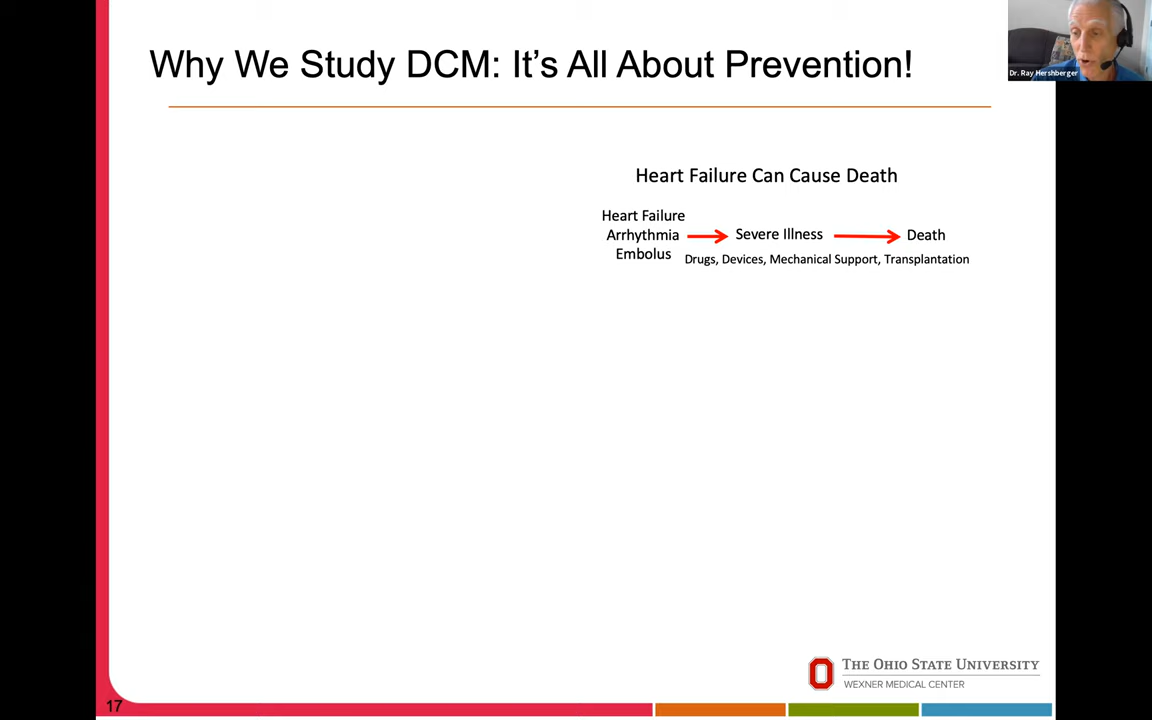 Why We Study DCM: It's All About Prevention!
Dr. Ray Hershberger
Heart Failure Can Cause Death
Heart Failure
Arrhythmia
Embolus
Severe Illness
Death
Drugs, Devices, Mechanical Support, Transplantation
THE OHIO STATE UNIVERSITY
WEXNER MEDICAL CENTER
17